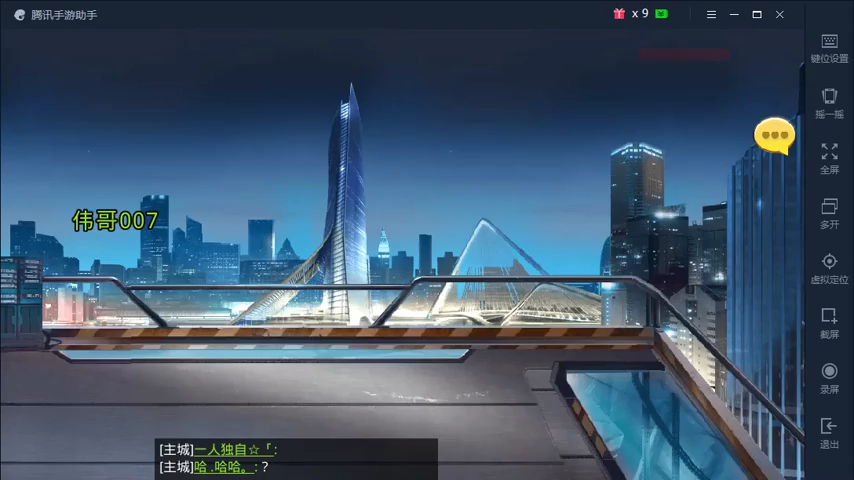 腾讯手游助手
x 9
键位设置
摇一摇
全屏
伟哥007
多开
虚拟定位
截屏
录屏
退出
[主城]一人独自☆「:
[主城]哈.哈哈。:?